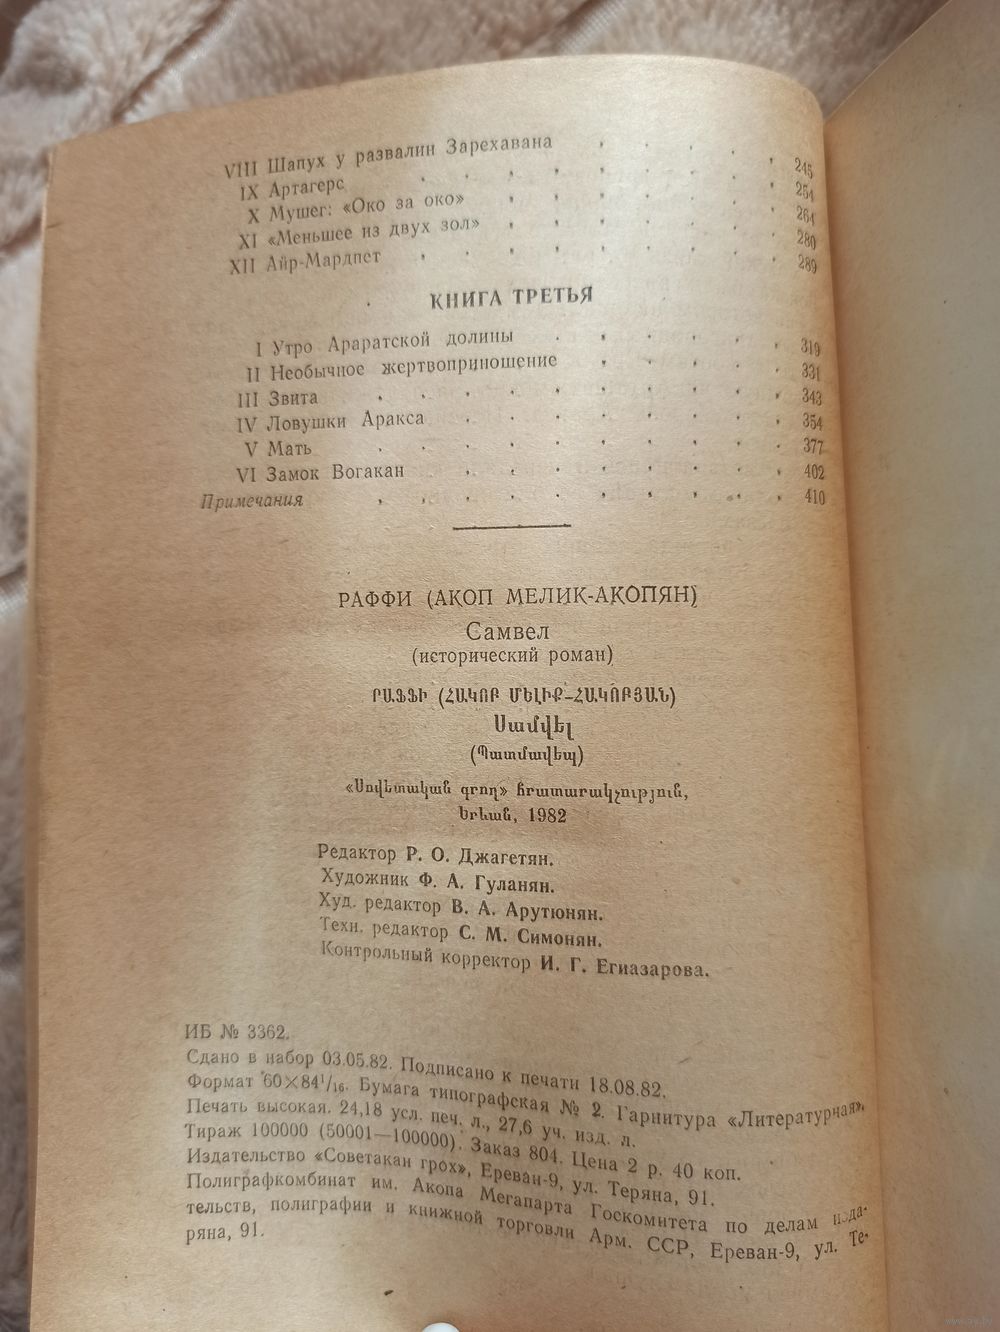 VIII Шапух у развалин Зарехавана . . . . . 245
IX Артагерс . . . . . . . . 254
X Мушег: «Око за око» . . . . . . . 264
XI «Меньшее из двух зол» . . . . . . . 280
XII Айр-Мардпет . . . . . . . . 289
КНИГА ТРЕТЬЯ
I Утро Араратской долины . . . . . . 319
II Необычное жертвоприношение . . . . . 331
III Звита . . . . . . . . . . 343
IV Ловушки Аракса . . . . . . . . 354
V Мать . . . . . . . . . . 377
VI Замок Вогакан . . . . . . . . 402
Примечания . . . . . . . . . . 410
РАФФИ (АКОП МЕЛИК-АКОПЯН)
Самвел
(исторический роман)
ՐԱՖՖԻ (ՀԱԿՈԲ ՄԵԼԻՔ-ՀԱԿՈԲՅԱՆ)
Սամվել
(Պատմավեպ)
«Սովետական գրող» հրատարակչություն,
Երևան, 1982
Редактор Р. О. Джагетян.
Художник Ф. А. Гуланян.
Худ. редактор В. А. Арутюнян.
Техн. редактор С. М. Симонян.
Контрольный корректор И. Г. Егиазарова.
ИБ № 3362.
Сдано в набор 03.05.82. Подписано к печати 18.08.82.
Формат 60×84¹/₁₆. Бумага типографская № 2. Гарнитура «Литературная».
Печать высокая. 24,18 усл. печ. л., 27,6 уч. изд. л.
Тираж 100000 (50001—100000). Заказ 804. Цена 2 р. 40 коп.
Издательство «Советакан грох», Ереван-9, ул. Теряна, 91.
Полиграфкомбинат им. Акопа Мегапарта Госкомитета по делам изда-
тельств, полиграфии и книжной торговли Арм. ССР, Ереван-9, ул. Те-
ряна, 91.
www.ay.by